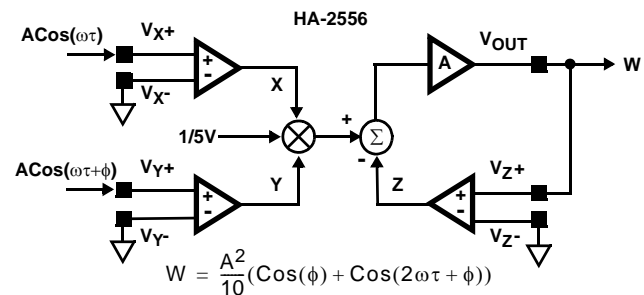 HA-2556
ACos(ωτ)
VX+
VX-
X
1/5V
ACos(ωτ+ϕ)
VY+
VY-
Y
+
-
+
-
+
-
Σ
A
VOUT
W
Z
+
-
VZ+
VZ-
W = A²/10 (Cos(ϕ) + Cos(2ωτ + ϕ))